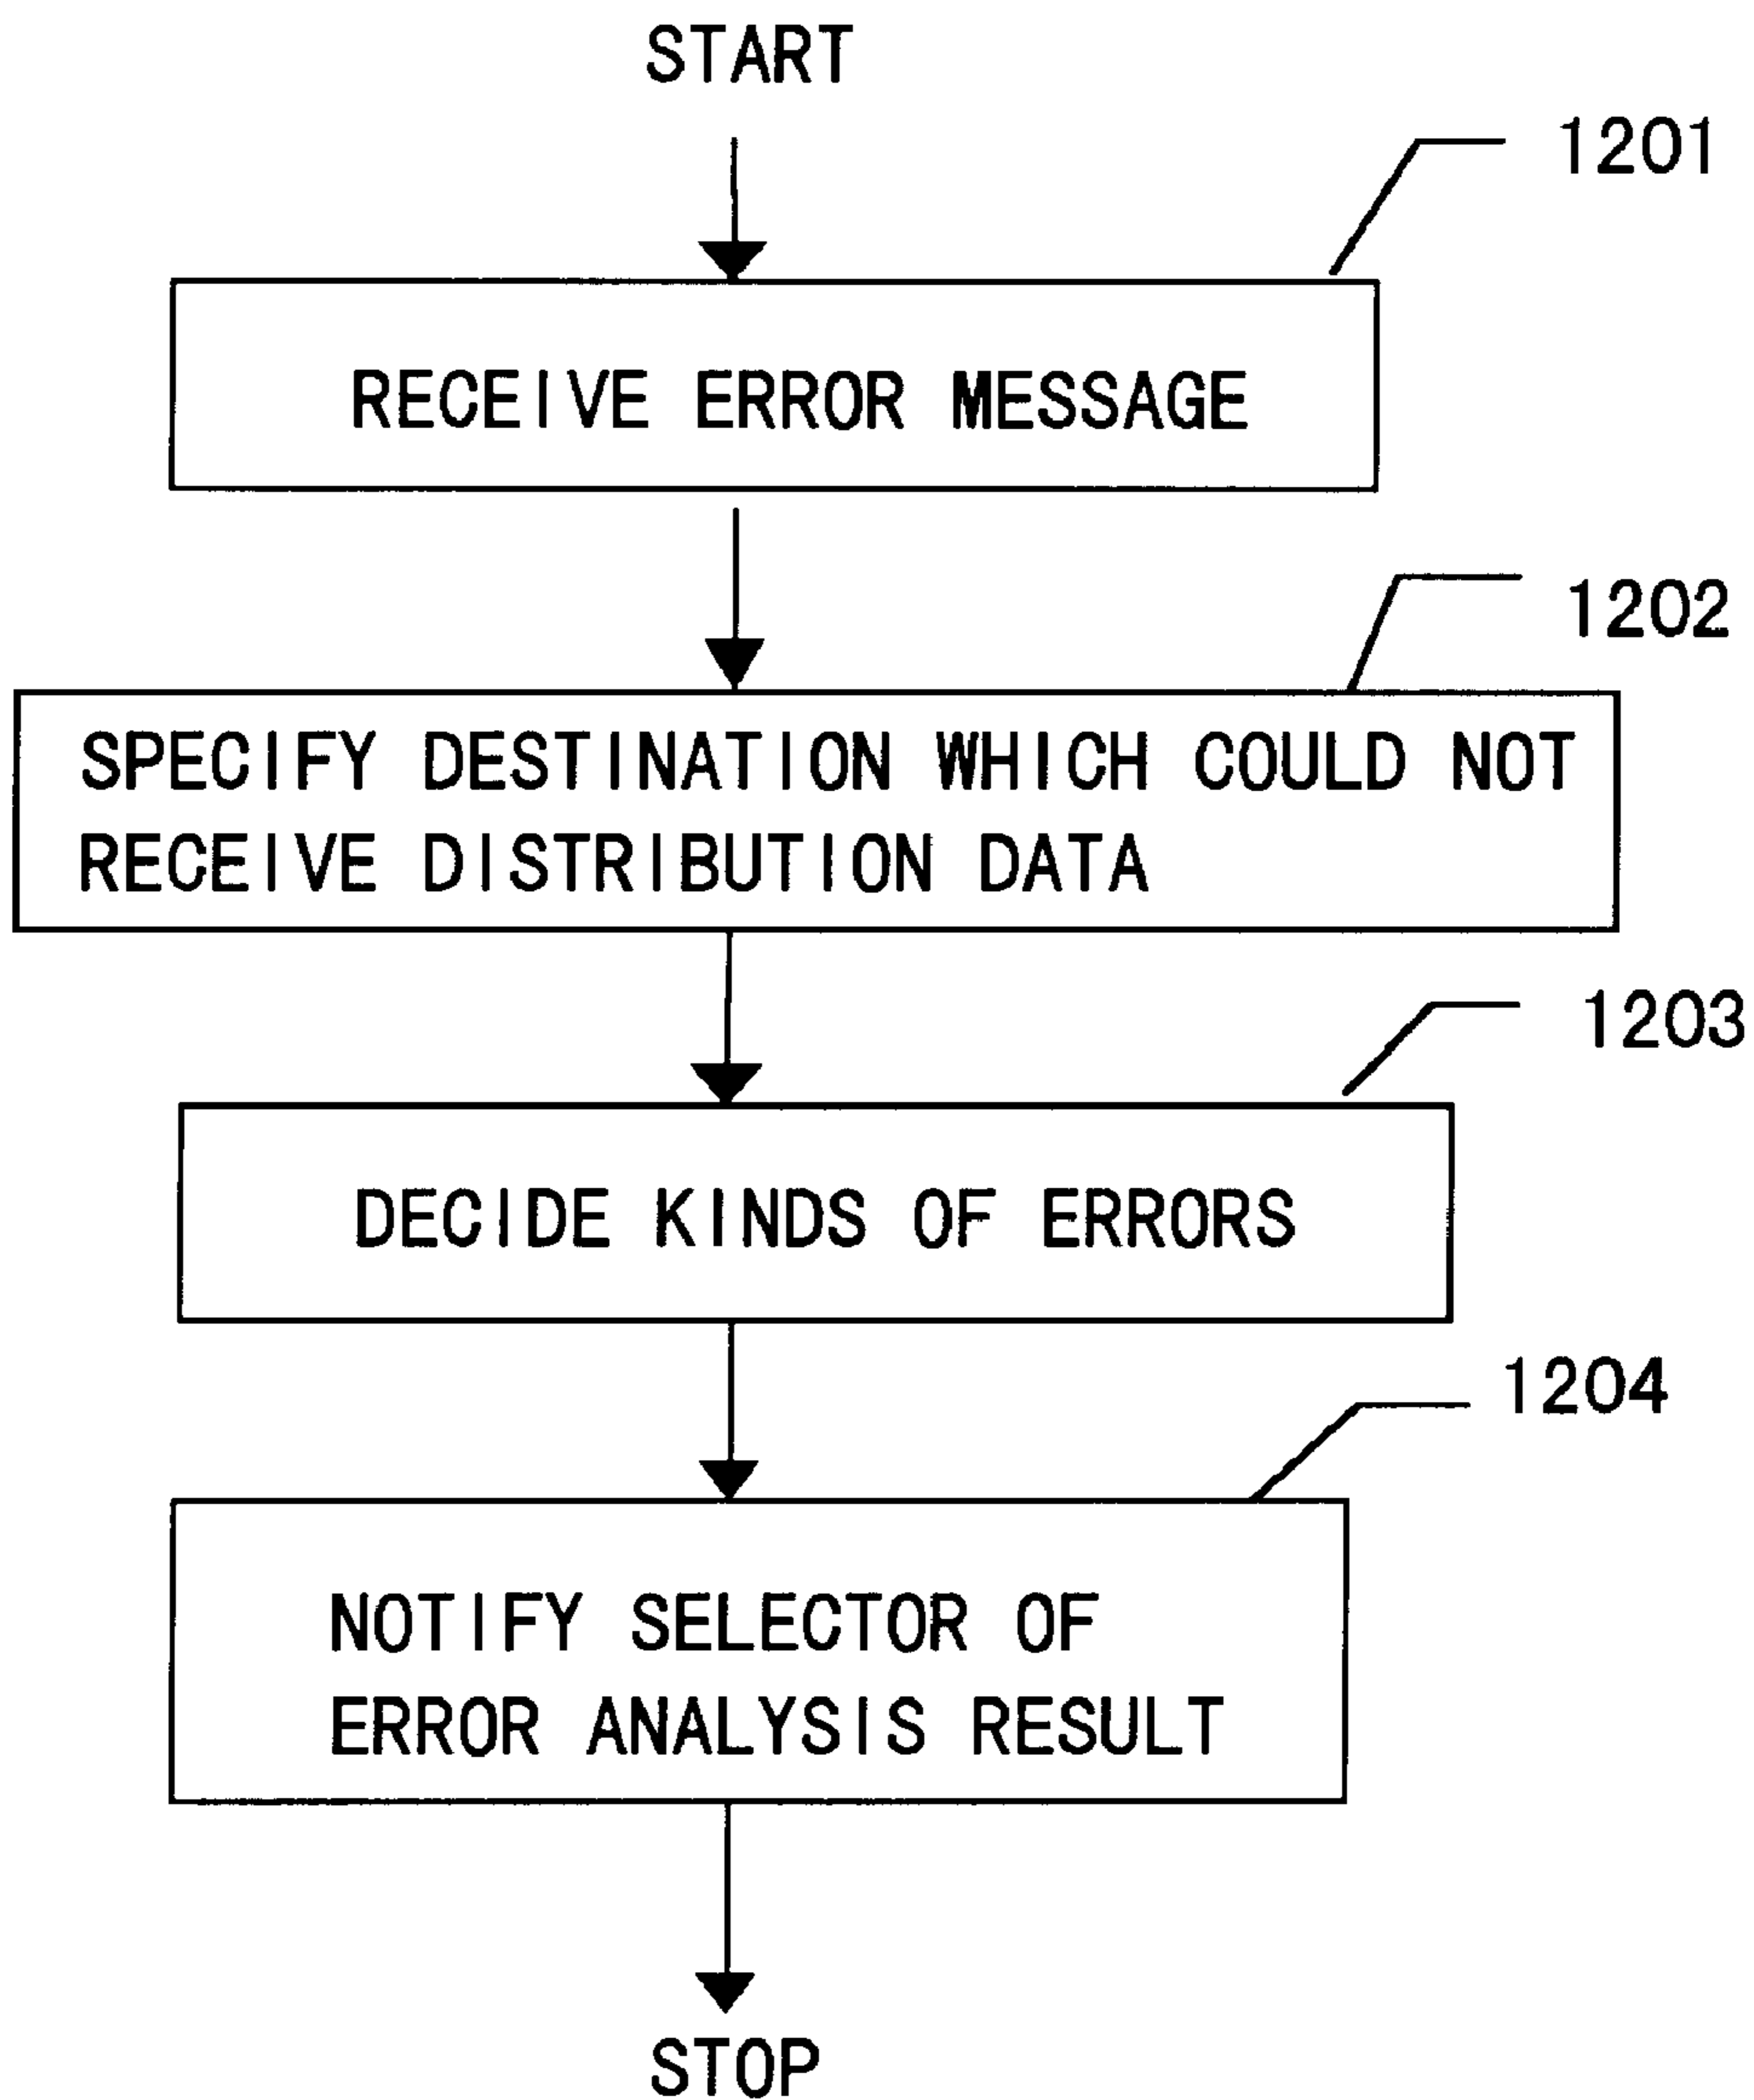 START
1201
RECEIVE ERROR MESSAGE
1202
SPECIFY DESTINATION WHICH COULD NOT
RECEIVE DISTRIBUTION DATA
1203
DECIDE KINDS OF ERRORS
1204
NOTIFY SELECTOR OF
ERROR ANALYSIS RESULT
STOP